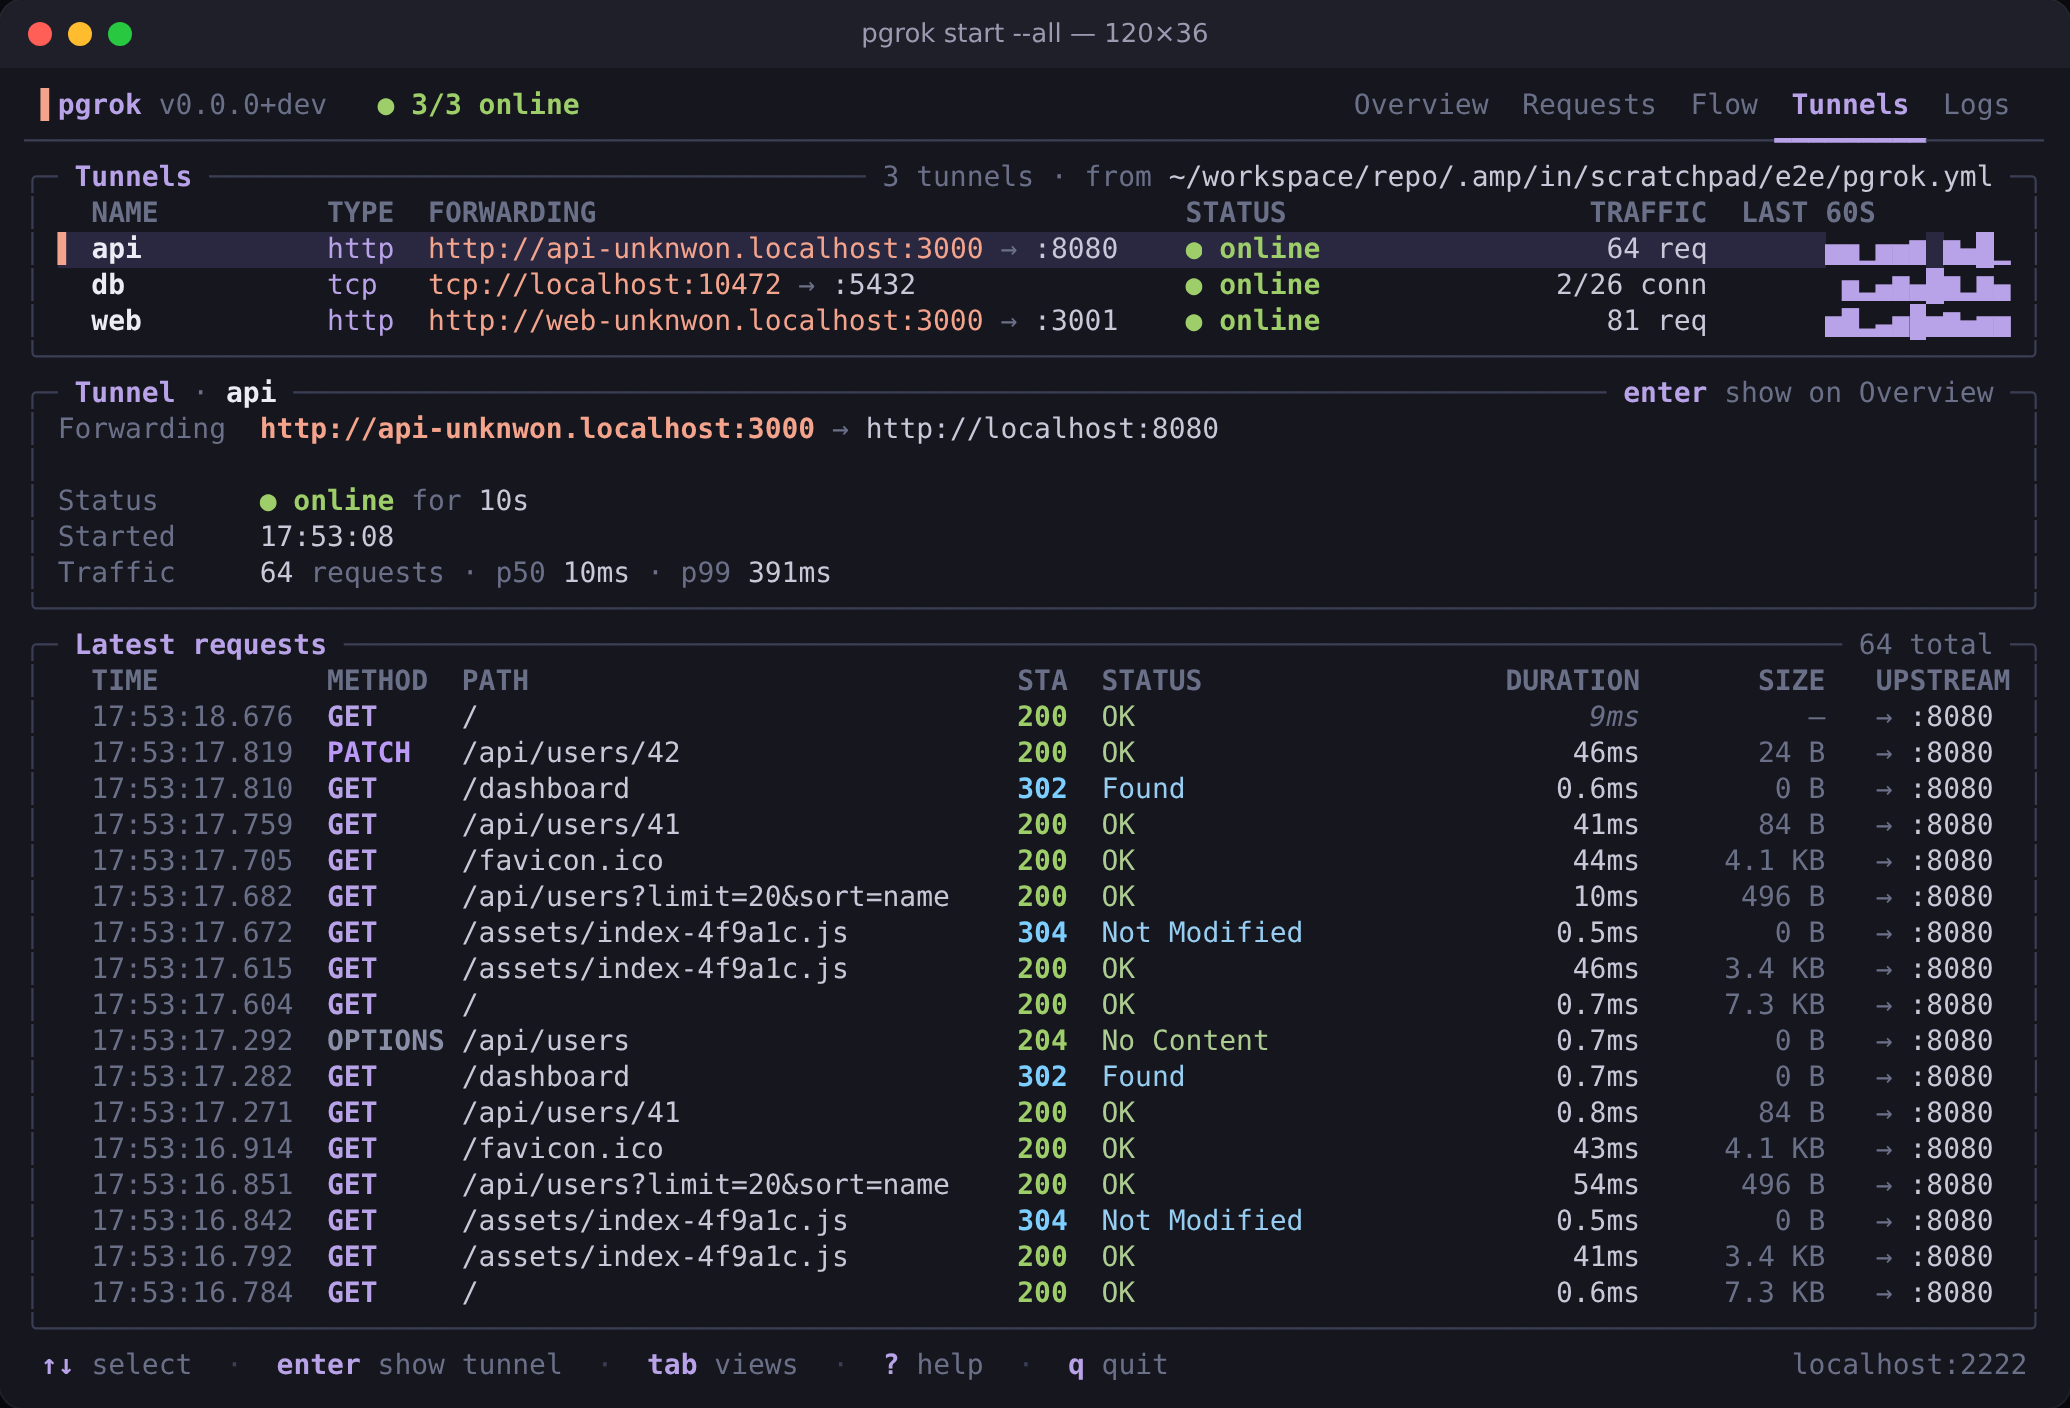 pgrok start --all — 120×36
pgrok v0.0.0+dev ● 3/3 online Overview Requests Flow Tunnels Logs
Tunnels 3 tunnels · from ~/workspace/repo/.amp/in/scratchpad/e2e/pgrok.yml
NAME TYPE FORWARDING STATUS TRAFFIC LAST 60S
api http http://api-unknwon.localhost:3000 → :8080 ● online 64 req
db tcp tcp://localhost:10472 → :5432 ● online 2/26 conn
web http http://web-unknwon.localhost:3000 → :3001 ● online 81 req
Tunnel · api enter show on Overview
Forwarding http://api-unknwon.localhost:3000 → http://localhost:8080
Status ● online for 10s
Started 17:53:08
Traffic 64 requests · p50 10ms · p99 391ms
Latest requests 64 total
TIME METHOD PATH STA STATUS DURATION SIZE UPSTREAM
17:53:18.676 GET / 200 OK 9ms — → :8080
17:53:17.819 PATCH /api/users/42 200 OK 46ms 24 B → :8080
17:53:17.810 GET /dashboard 302 Found 0.6ms 0 B → :8080
17:53:17.759 GET /api/users/41 200 OK 41ms 84 B → :8080
17:53:17.705 GET /favicon.ico 200 OK 44ms 4.1 KB → :8080
17:53:17.682 GET /api/users?limit=20&sort=name 200 OK 10ms 496 B → :8080
17:53:17.672 GET /assets/index-4f9a1c.js 304 Not Modified 0.5ms 0 B → :8080
17:53:17.615 GET /assets/index-4f9a1c.js 200 OK 46ms 3.4 KB → :8080
17:53:17.604 GET / 200 OK 0.7ms 7.3 KB → :8080
17:53:17.292 OPTIONS /api/users 204 No Content 0.7ms 0 B → :8080
17:53:17.282 GET /dashboard 302 Found 0.7ms 0 B → :8080
17:53:17.271 GET /api/users/41 200 OK 0.8ms 84 B → :8080
17:53:16.914 GET /favicon.ico 200 OK 43ms 4.1 KB → :8080
17:53:16.851 GET /api/users?limit=20&sort=name 200 OK 54ms 496 B → :8080
17:53:16.842 GET /assets/index-4f9a1c.js 304 Not Modified 0.5ms 0 B → :8080
17:53:16.792 GET /assets/index-4f9a1c.js 200 OK 41ms 3.4 KB → :8080
17:53:16.784 GET / 200 OK 0.6ms 7.3 KB → :8080
↑↓ select · enter show tunnel · tab views · ? help · q quit localhost:2222